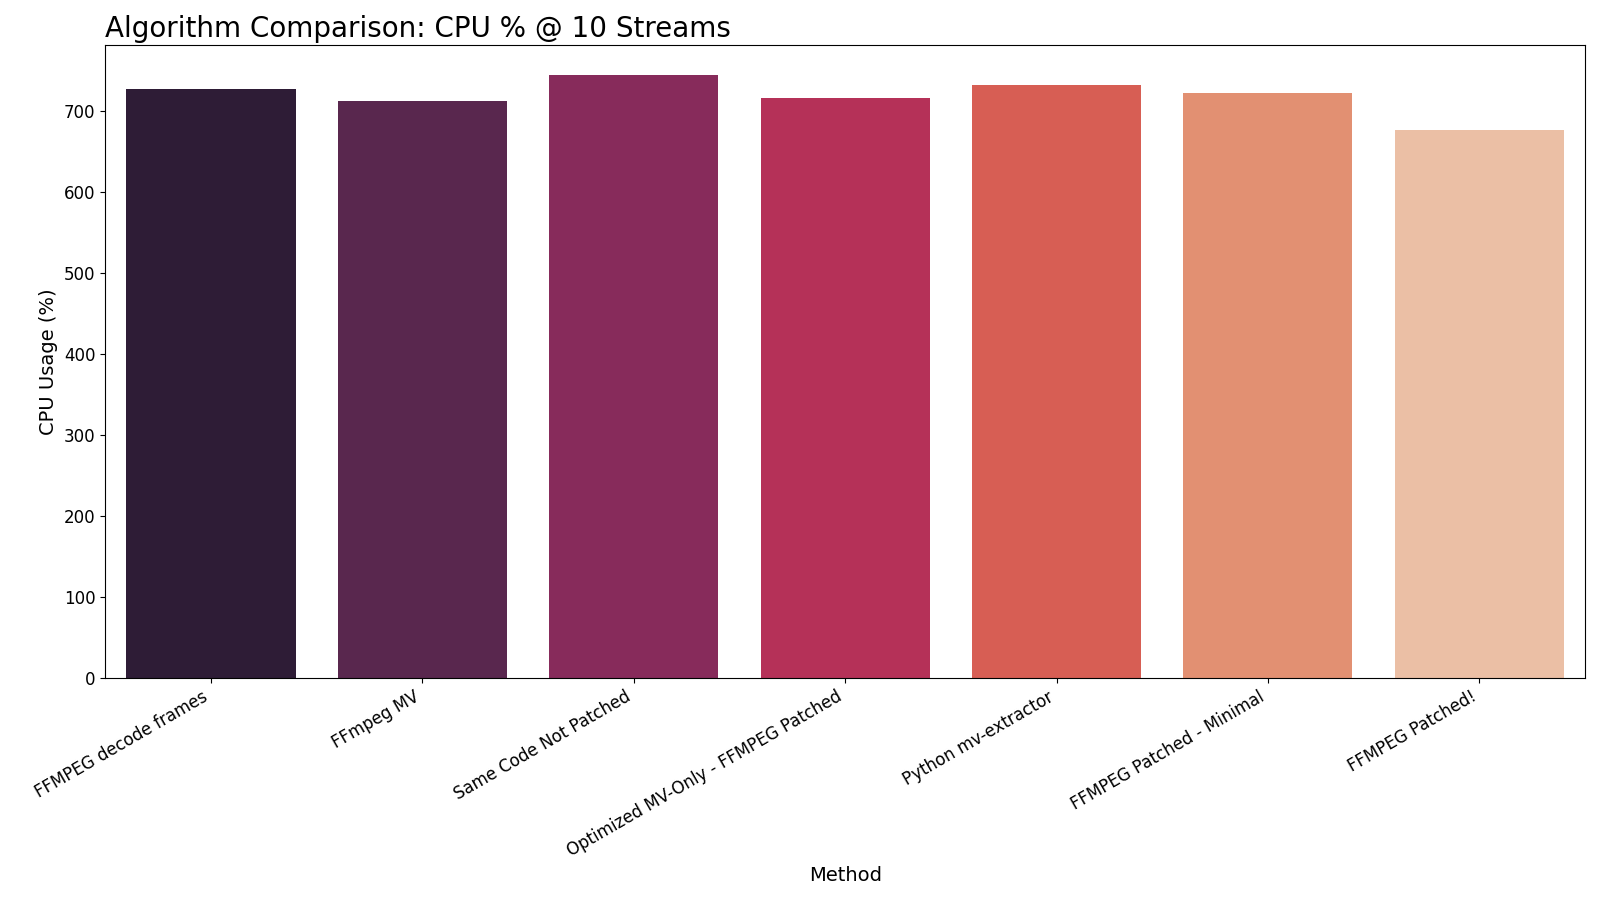 Algorithm Comparison: CPU % @ 10 Streams
CPU Usage (%)
700
600
500
400
300
200
100
0
FFMPEG decode frames
FFmpeg MV
Same Code Not Patched
Optimized MV-Only - FFMPEG Patched
Python mv-extractor
FFMPEG Patched - Minimal
FFMPEG Patched!
Method